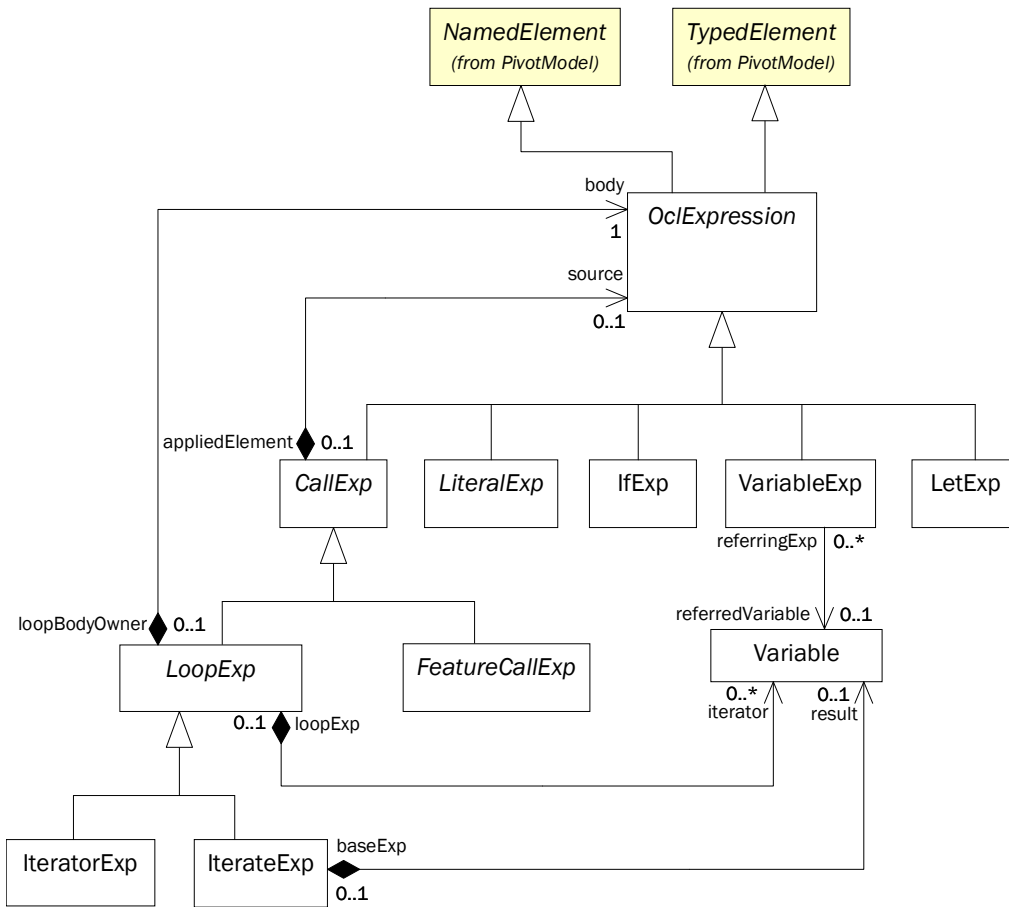 NamedElement
(from PivotModel)
TypedElement
(from PivotModel)
body
1
OclExpression
source
0..1
appliedElement
0..1
CallExp
LiteralExp
IfExp
VariableExp
LetExp
referringExp
0..*
loopBodyOwner
0..1
referredVariable
0..1
LoopExp
FeatureCallExp
Variable
0..*
iterator
0..1
result
0..1
loopExp
IteratorExp
IterateExp
baseExp
0..1